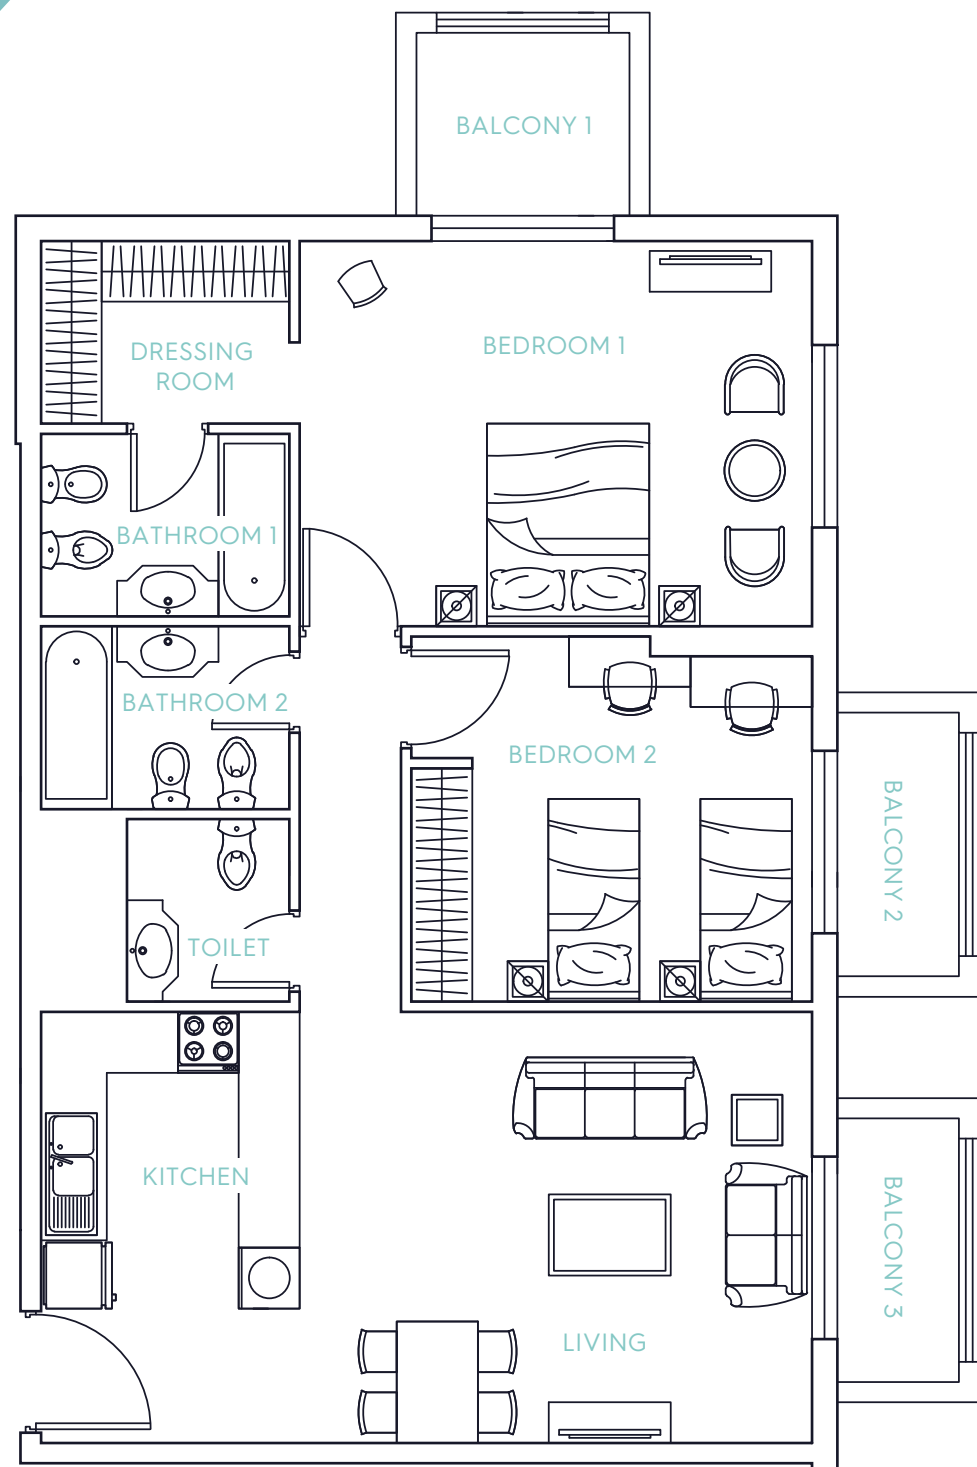 BALCONY 1
DRESSING
ROOM
BEDROOM 1
BATHROOM 1
BATHROOM 2
BEDROOM 2
BALCONY 2
TOILET
KITCHEN
BALCONY 3
LIVING